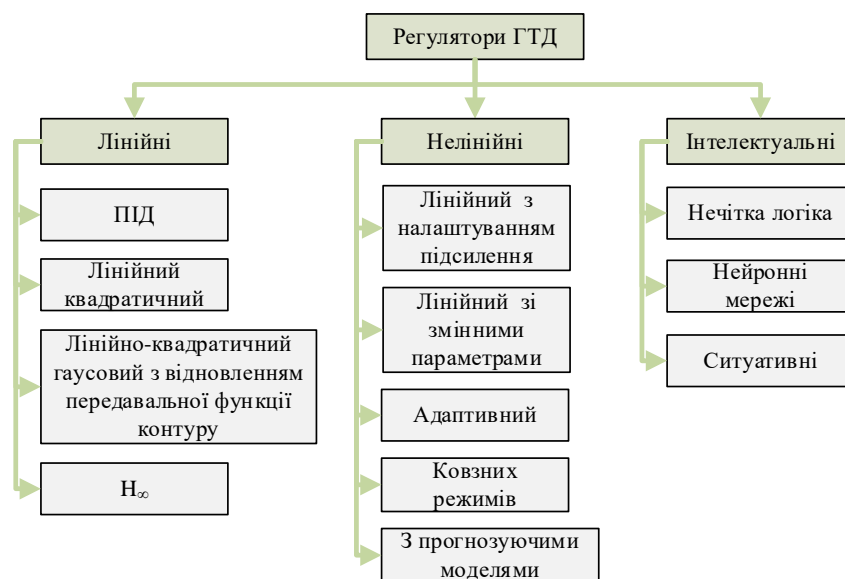 Регулятори ГТД
Лінійні
ПІД
Лінійний
квадратичний
Лінійно-квадратичний
гаусовий з відновленням
передавальної функції
контуру
H∞
Нелінійні
Лінійний з
налаштуванням
підсилення
Лінійний зі
змінними
параметрами
Адаптивний
Ковзних
режимів
З прогнозуючими
моделями
Інтелектуальні
Нечітка логіка
Нейронні
мережі
Ситуативні